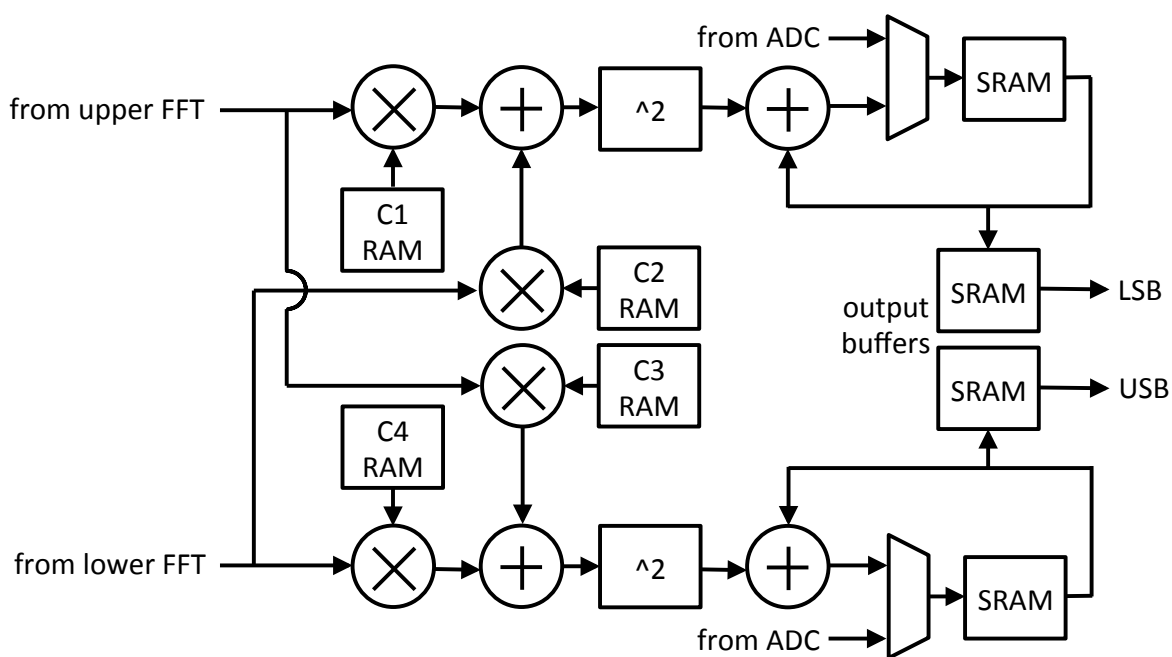 from ADC
SRAM
from upper FFT
^2
C1
RAM
C2
RAM
SRAM
LSB
output
buffers
C3
RAM
SRAM
USB
C4
RAM
from lower FFT
^2
SRAM
from ADC